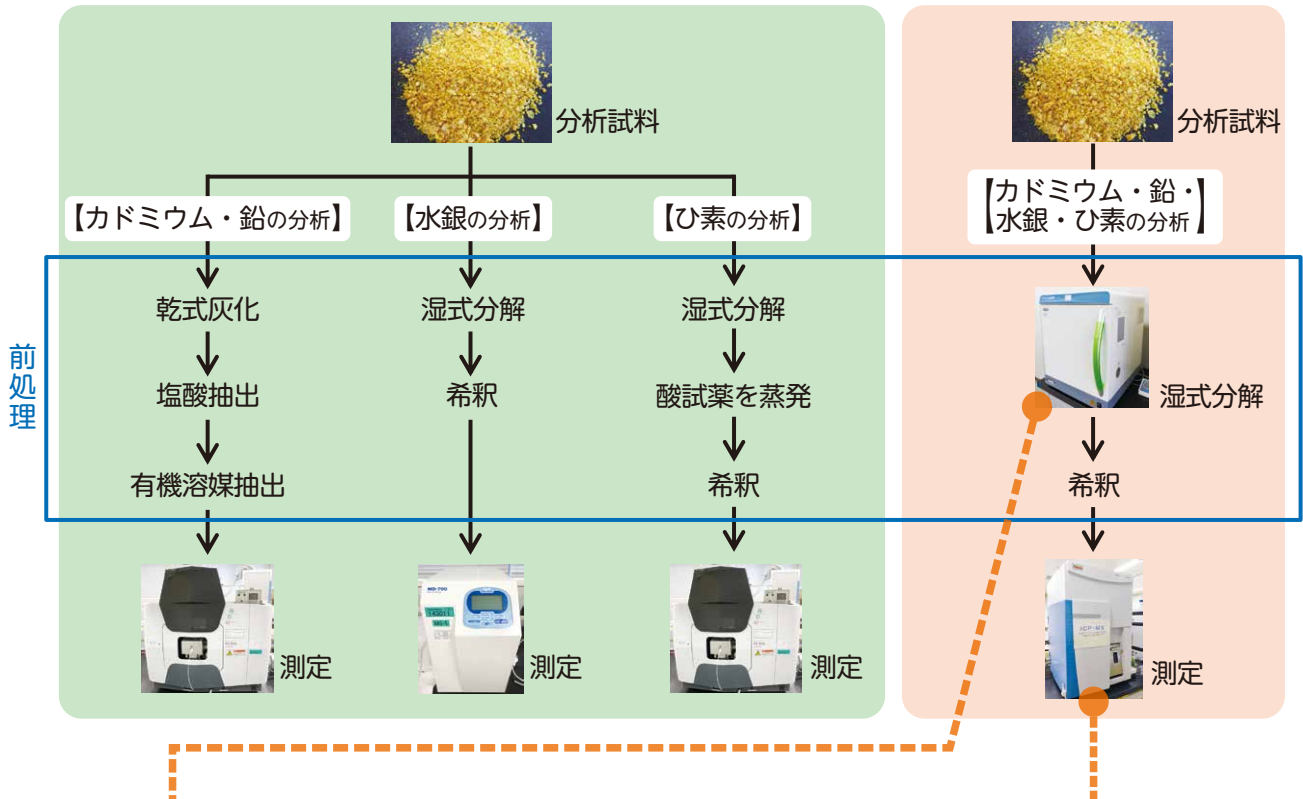 分析試料
分析試料
【カドミウム・鉛の分析】
【水銀の分析】
【ひ素の分析】
【カドミウム・鉛・
水銀・ひ素の分析】
前処理
乾式灰化
湿式分解
湿式分解
湿式分解
塩酸抽出
希釈
酸試薬を蒸発
有機溶媒抽出
希釈
希釈
測定
測定
測定
測定